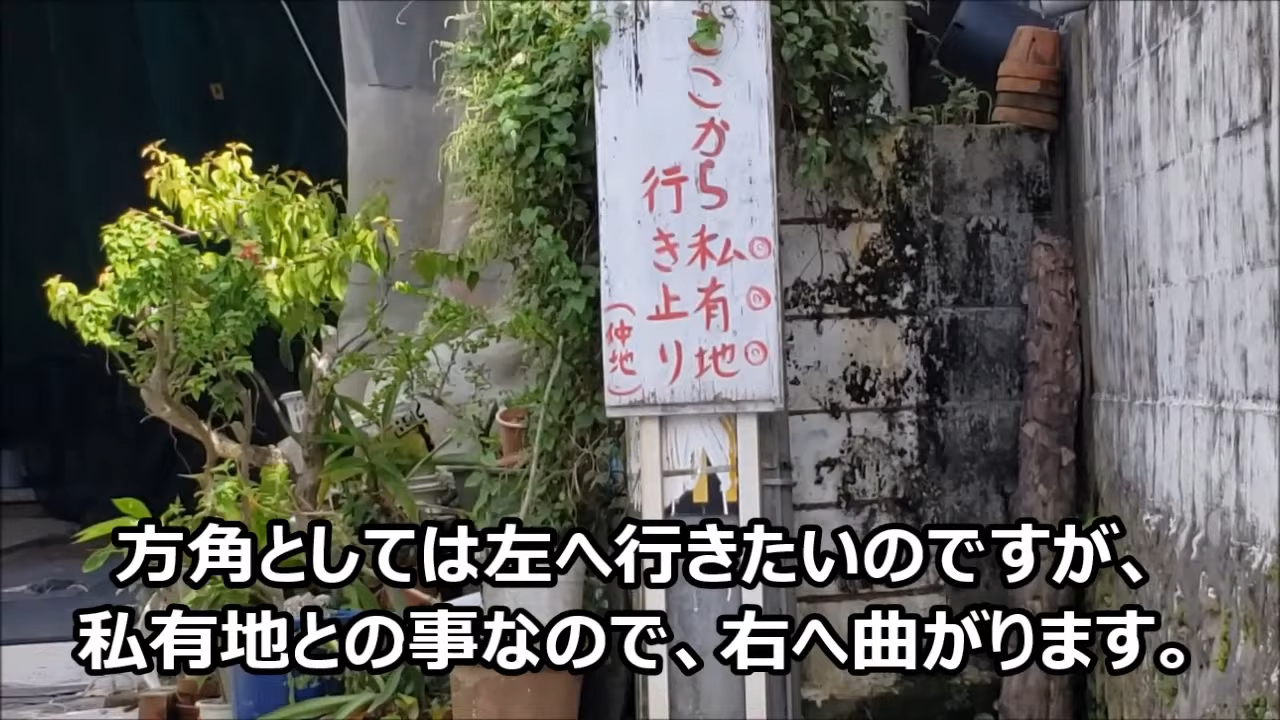 ここから私有地
行き止り
(仲地)
方角としては左へ行きたいのですが、
私有地との事なので、右へ曲がります。